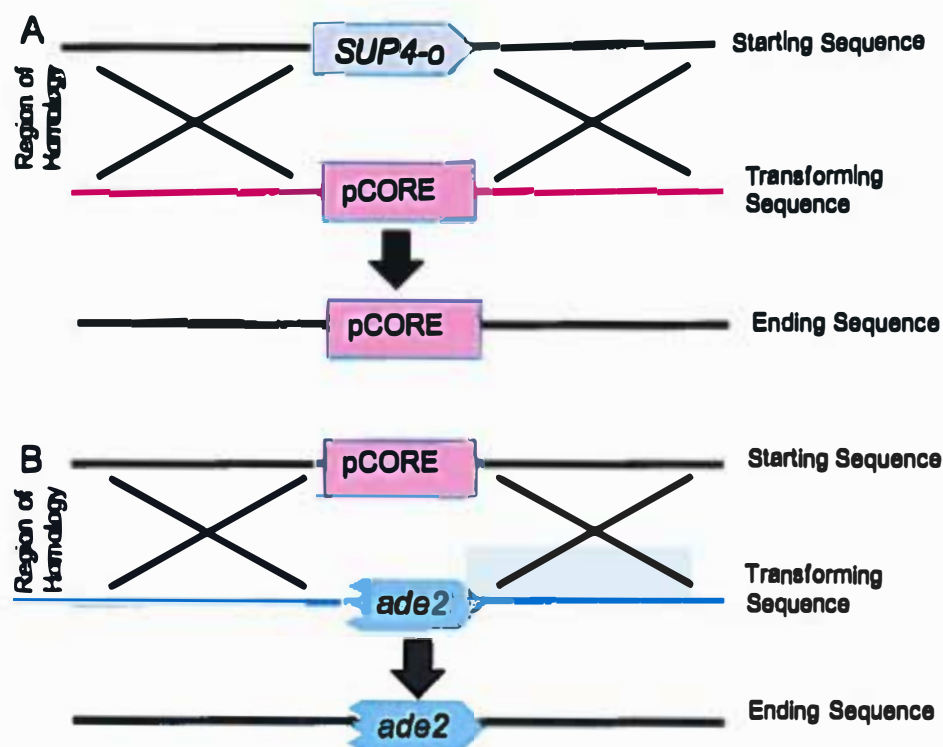 A
SUP4-o
Starting Sequence
Region of
Homology
pCORE
Transforming
Sequence
pCORE
Ending Sequence
B
pCORE
Starting Sequence
Region of
Homology
ade2
Transforming
Sequence
ade2
Ending Sequence